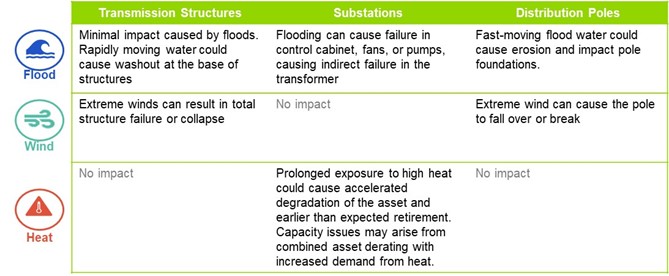 Transmission Structures
Substations
Distribution Poles
Flood
Minimal impact caused by floods.
Rapidly moving water could
cause washout at the base of
structures
Flooding can cause failure in
control cabinet, fans, or pumps,
causing indirect failure in the
transformer
Fast-moving flood water could
cause erosion and impact pole
foundations.
Wind
Extreme winds can result in total
structure failure or collapse
No impact
Extreme wind can cause the pole
to fall over or break
Heat
No impact
Prolonged exposure to high heat
could cause accelerated
degradation of the asset and
earlier than expected retirement.
Capacity issues may arise from
combined asset derating with
increased demand from heat.
No impact